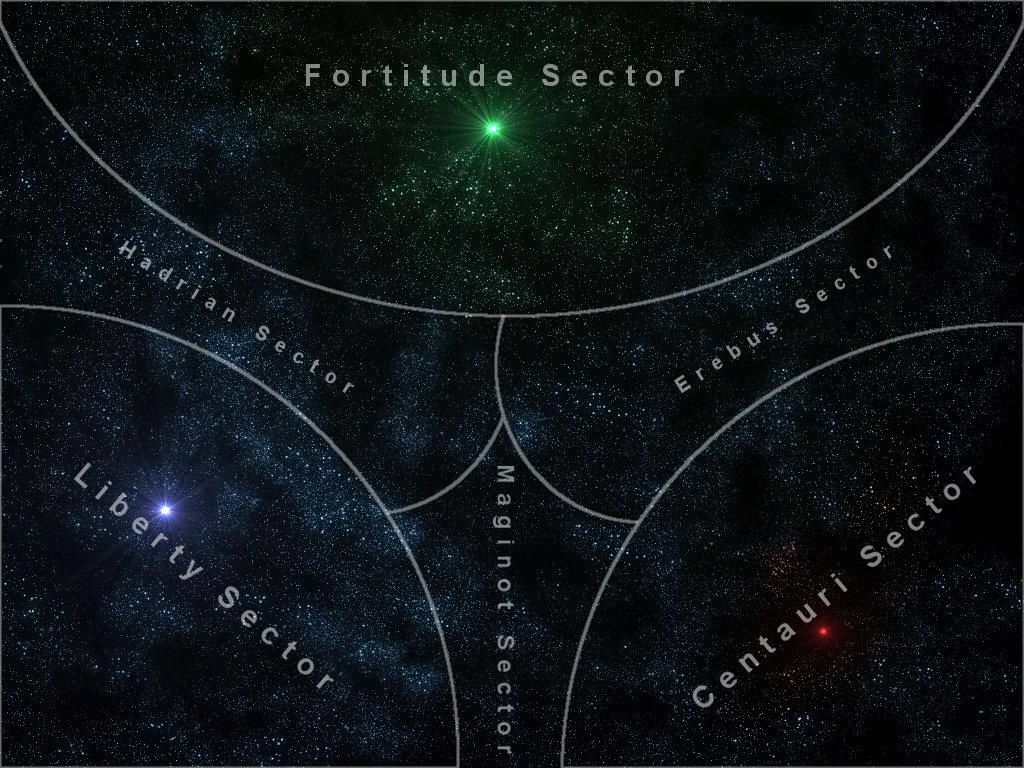 Fortitude Sector
Hadrian Sector
Erebus Sector
Liberty Sector
Maginot Sector
Centauri Sector